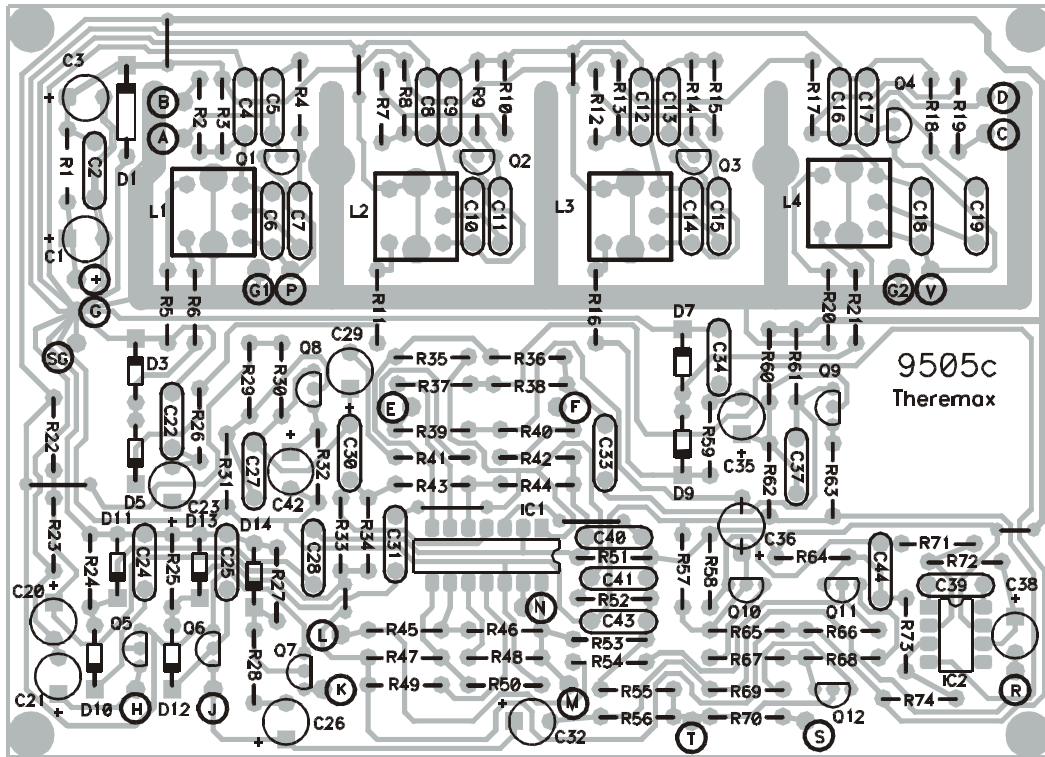 C3
B
A
R2
R3
C4
C5
R4
R7
R8
C8
C9
R9
R10
R12
R13
C12
C13
R14
R15
R17
C16
C17
Q4
R18
R19
D
C
R1
C2
D1
Q1
Q2
Q3
L1
C6
C7
L2
C10
C11
L3
C14
C15
L4
C18
C19
C1
+
G
G1
P
G2
V
R5
R6
R11
R16
R20
R21
SG
D3
C29
Q8
R29
R30
R35
R36
R37
R38
D7
C34
R60
R61
Q9
9505c
Theremax
E
F
R22
C22
R26
R39
R40
R41
R42
R43
R44
R59
C35
C37
R31
C27
C42
R32
C30
C33
D5
C23
D9
R62
R63
D11
D13
D14
IC1
R23
R24
C24
R25
C25
R27
C28
R33
R34
C31
C40
R51
C41
R52
C43
R53
R54
R57
R58
C36
R64
C44
R71
R72
C39
C38
C20
Q5
Q6
Q7
L
N
Q10
Q11
R45
R46
R47
R48
R49
R50
R65
R66
R67
R68
R73
IC2
C21
D10
H
D12
J
R28
K
C26
M
C32
R55
R56
R69
R70
T
S
Q12
R74
R